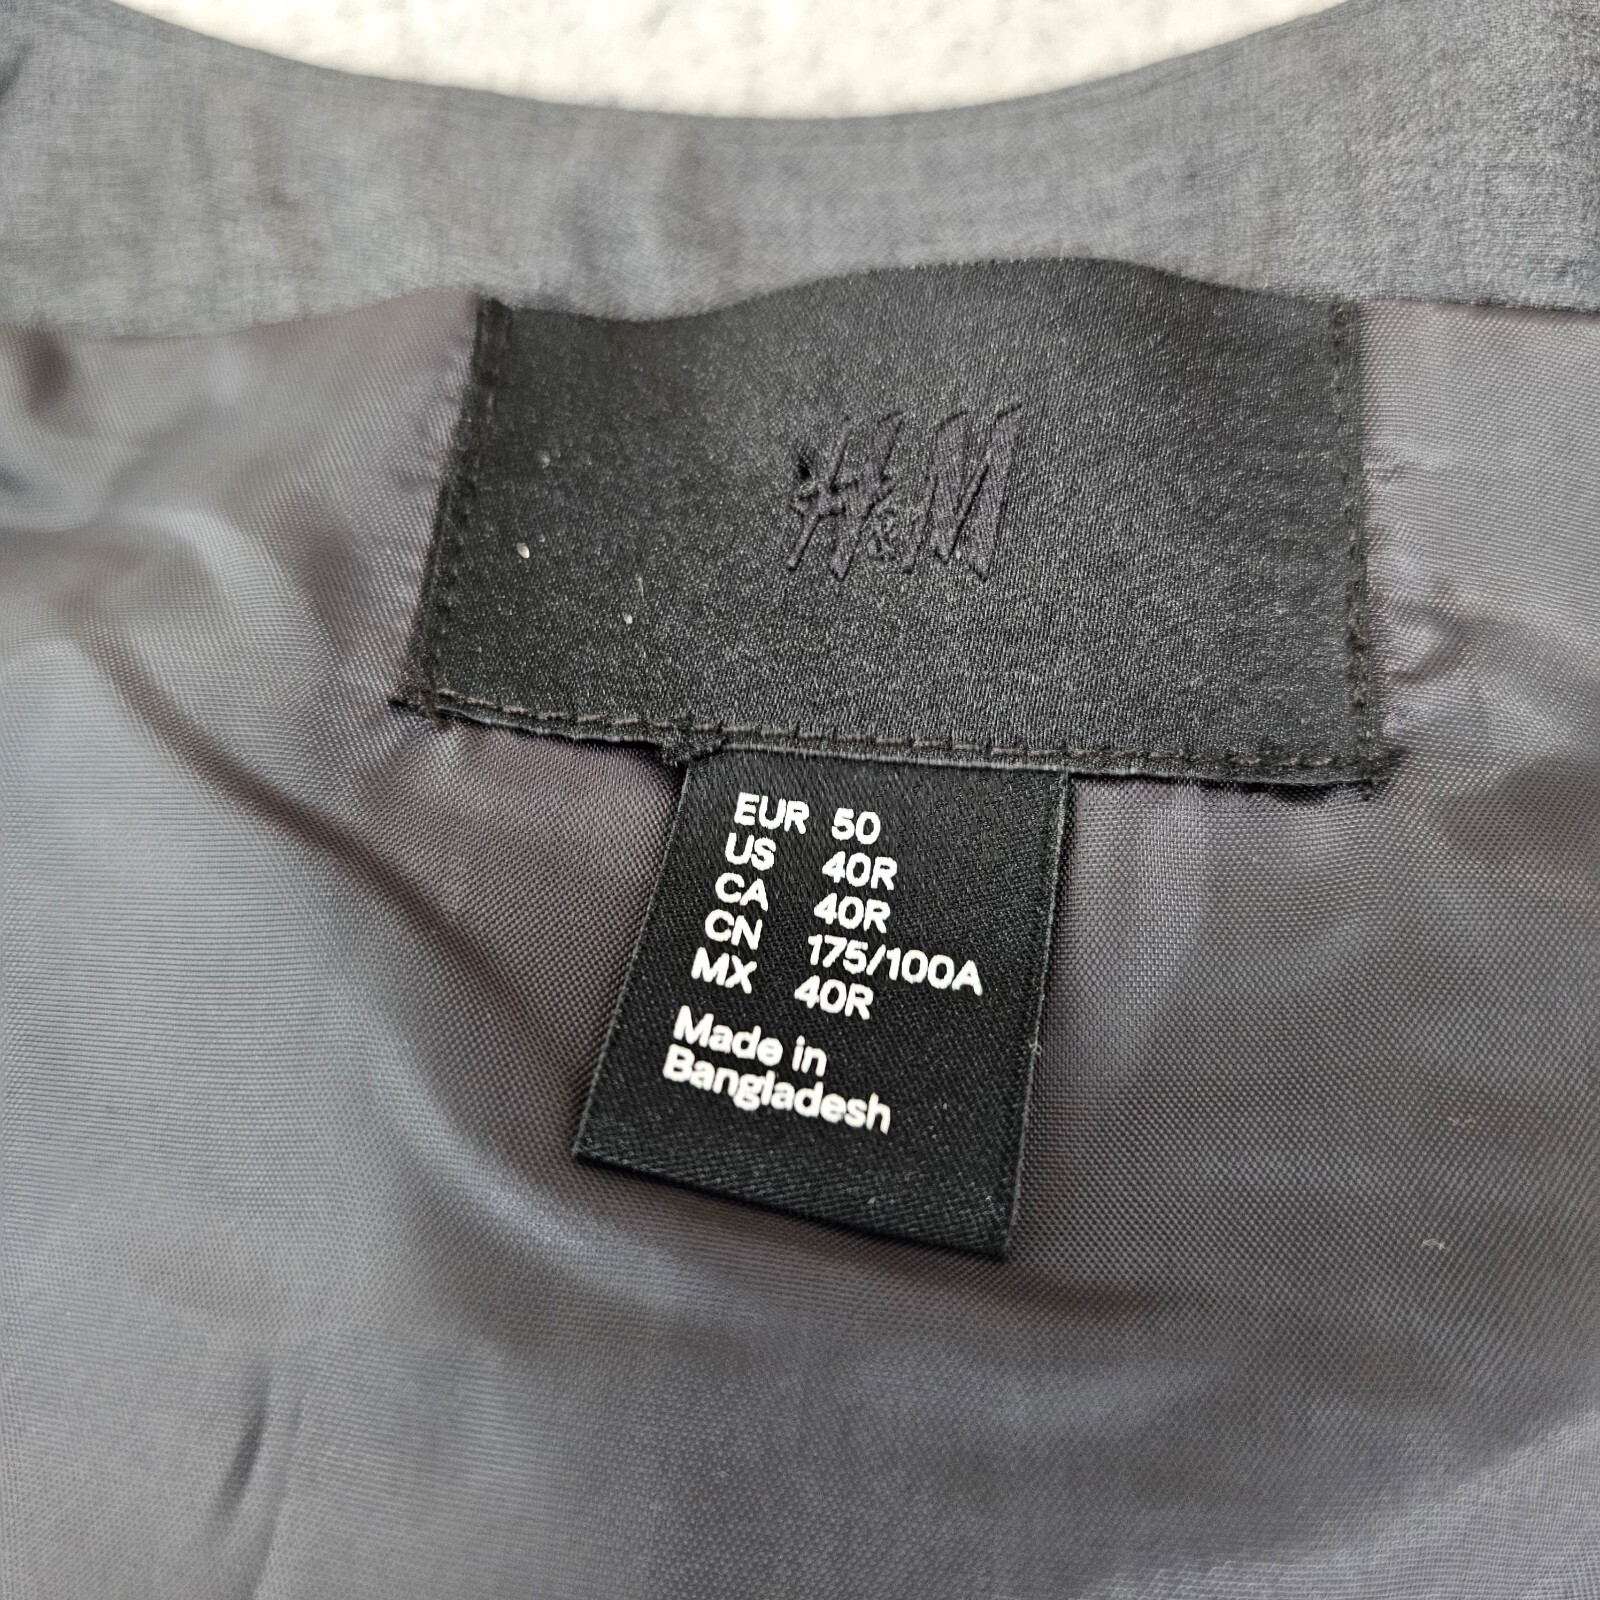 H&M
EUR 50
US 40R
CA 40R
CN 175/100A
MX 40R
Made in
Bangladesh